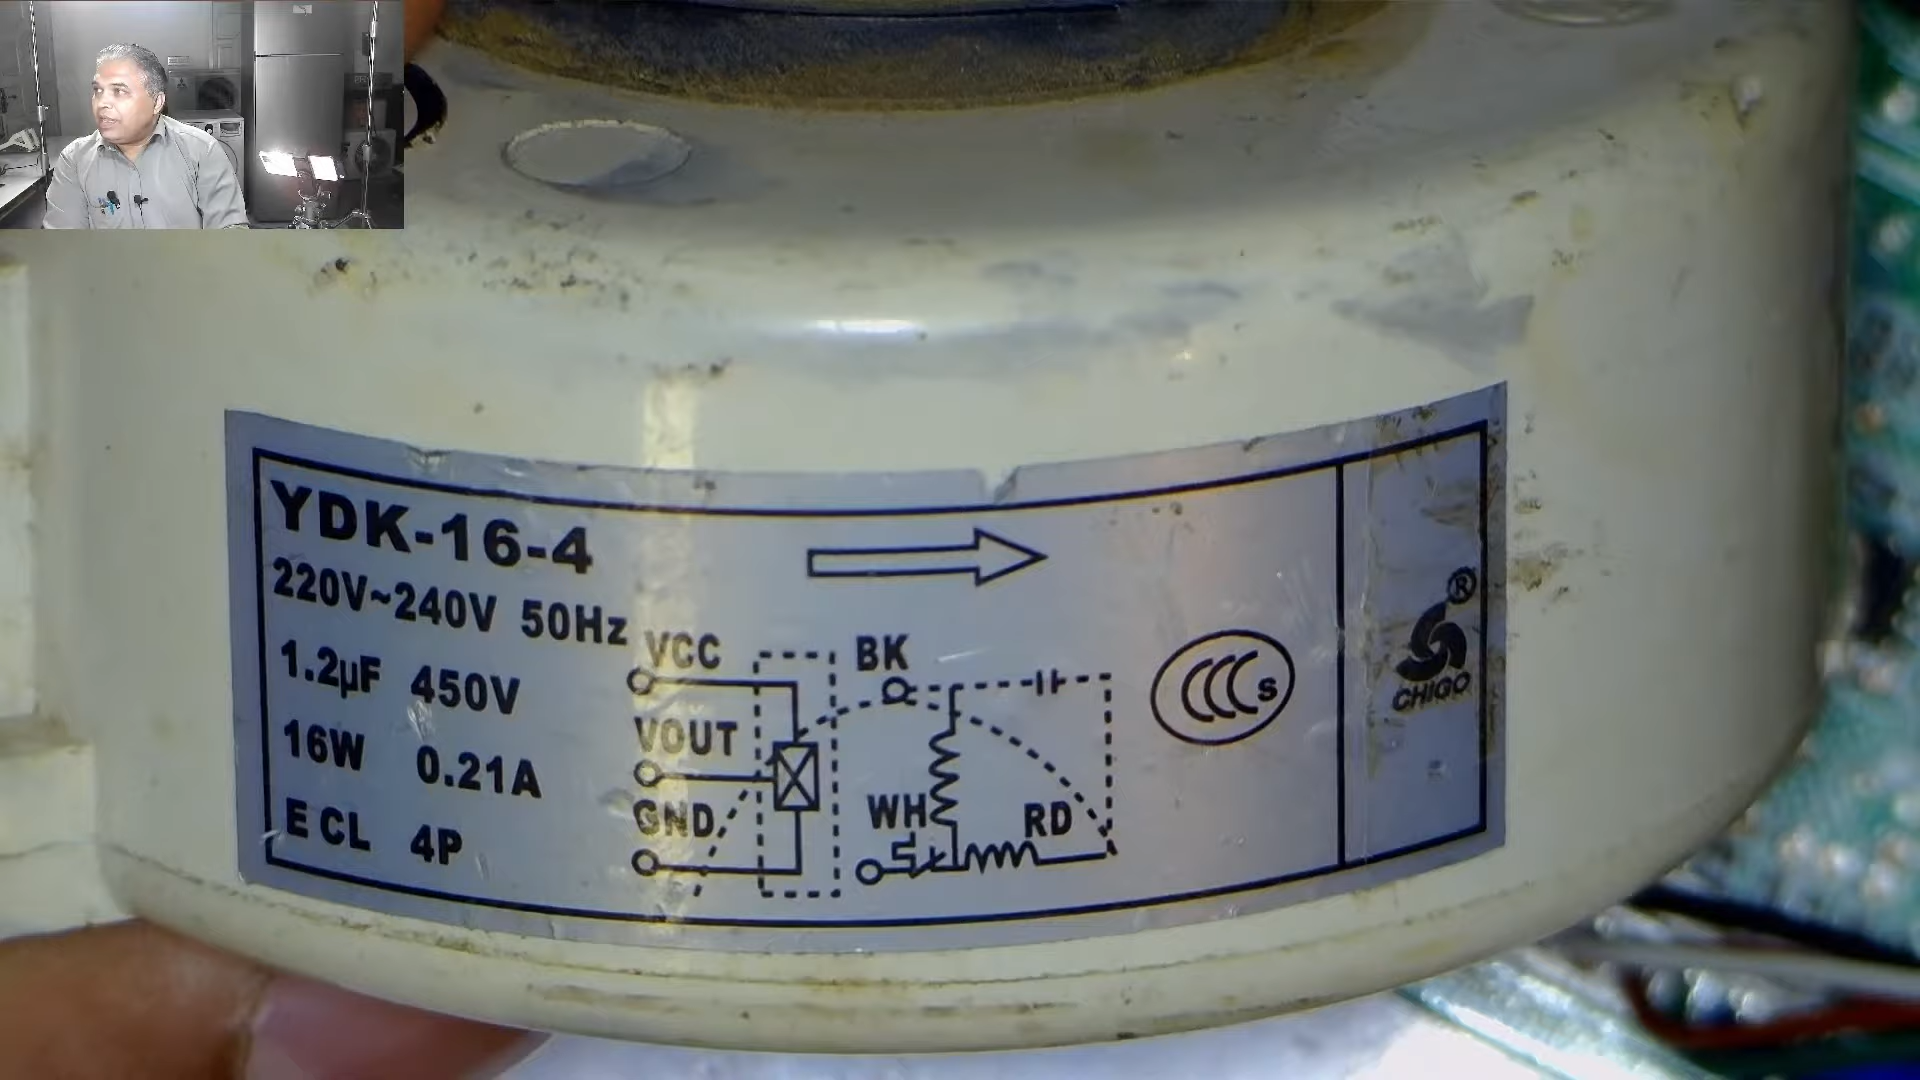 YDK-16-4
220V~240V 50Hz
1.2µF 450V
16W 0.21A
E CL 4P
VCC
VOUT
GND
BK
WH
RD
CCC S
CHIGO ®